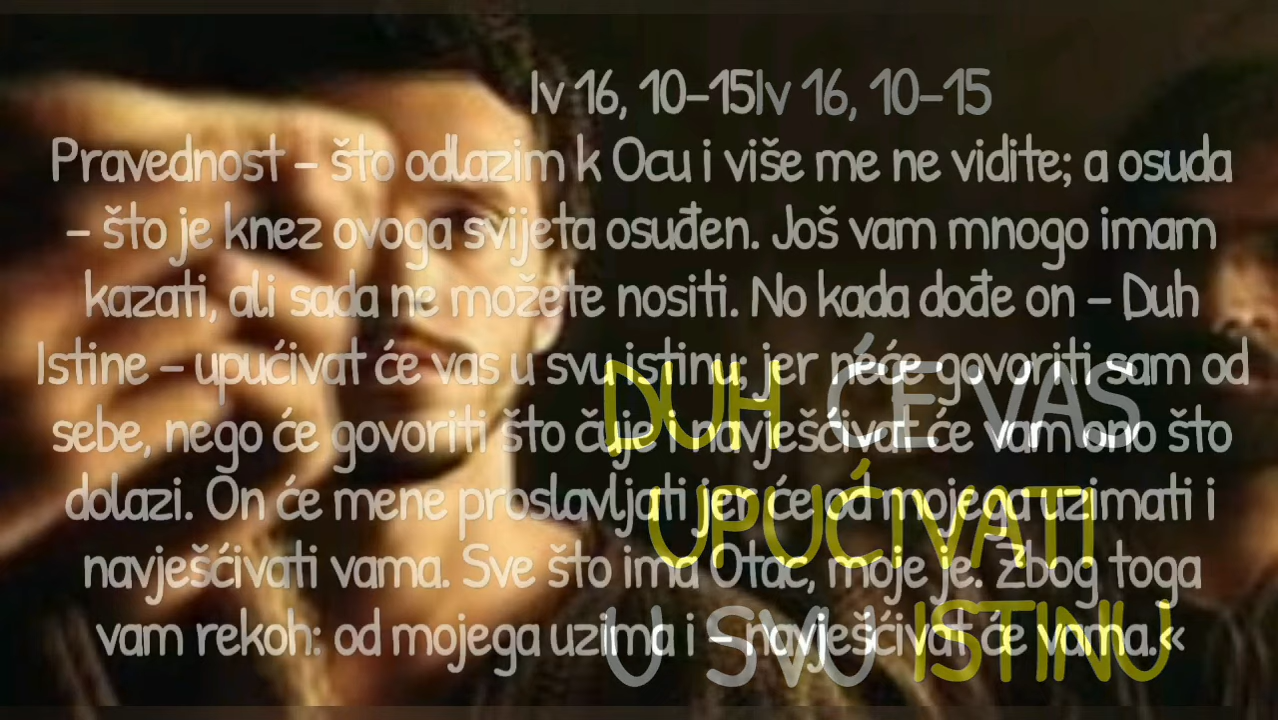 Iv 16, 10-15Iv 16, 10-15
Pravednost – što odlazim k Ocu i više me ne vidite; a osuda
– što je knez ovoga svijeta osuđen. Još vam mnogo imam
kazati, ali sada ne možete nositi. No kada dođe on – Duh
Istine – upućivat će vas u svu istinu; jer neće govoriti sam od
sebe, nego će govoriti što čuje i navješćivat će vam ono što
dolazi. On će mene proslavljati jer će od mojega uzimati i
navješćivati vama. Sve što ima Otac, moje je. Zbog toga
vam rekoh: od mojega uzima i – navješćivat će vama.«
DUH ĆE VAS
UPUĆIVATI
U SVU ISTINU